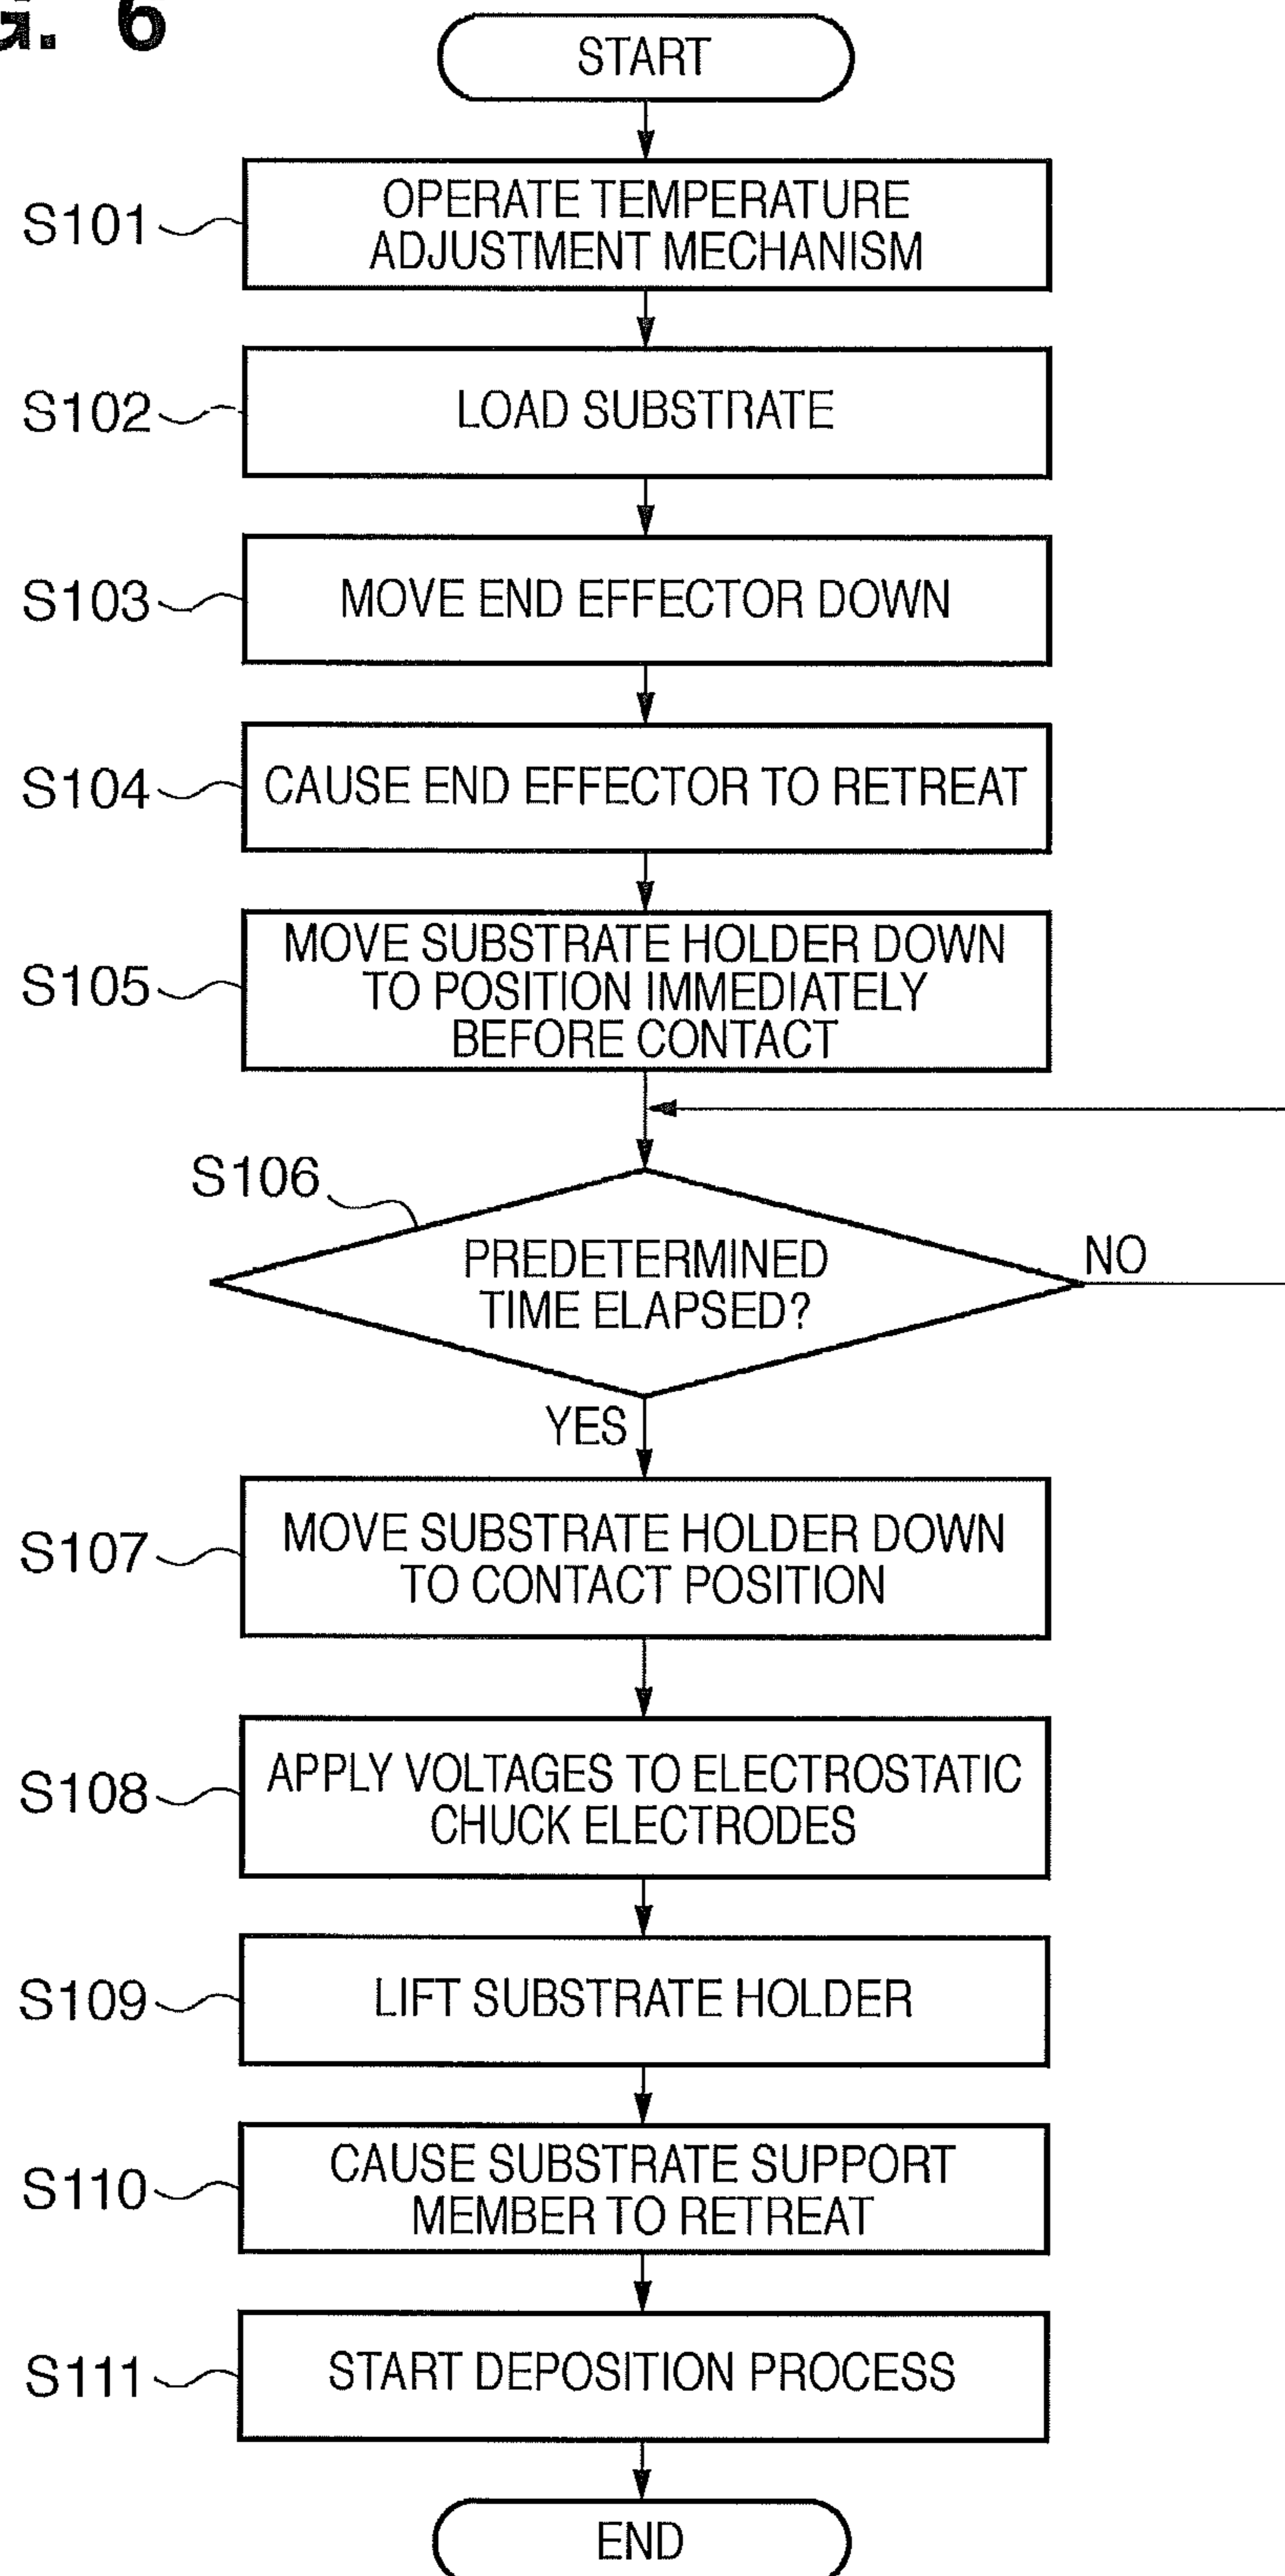 G. 6
START
S101
OPERATE TEMPERATURE
ADJUSTMENT MECHANISM
S102
LOAD SUBSTRATE
S103
MOVE END EFFECTOR DOWN
S104
CAUSE END EFFECTOR TO RETREAT
S105
MOVE SUBSTRATE HOLDER DOWN
TO POSITION IMMEDIATELY
BEFORE CONTACT
S106
PREDETERMINED
TIME ELAPSED?
NO
YES
S107
MOVE SUBSTRATE HOLDER DOWN
TO CONTACT POSITION
S108
APPLY VOLTAGES TO ELECTROSTATIC
CHUCK ELECTRODES
S109
LIFT SUBSTRATE HOLDER
S110
CAUSE SUBSTRATE SUPPORT
MEMBER TO RETREAT
S111
START DEPOSITION PROCESS
END